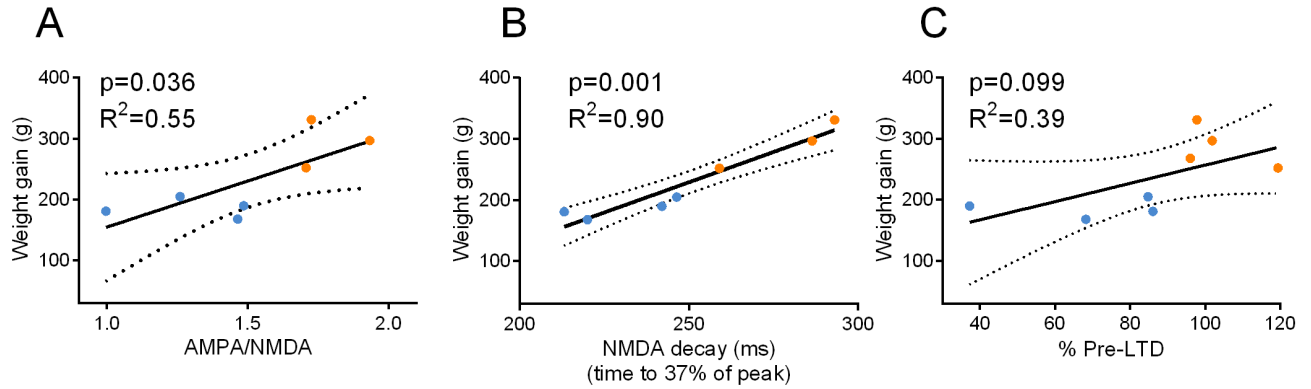 A
p=0.036
R²=0.55
Weight gain (g)
400
300
200
100
1.0
1.5
2.0
AMPA/NMDA
B
p=0.001
R²=0.90
Weight gain (g)
400
300
200
100
200
250
300
NMDA decay (ms)
(time to 37% of peak)
C
p=0.099
R²=0.39
Weight gain (g)
400
300
200
100
40
60
80
100
120
% Pre-LTD